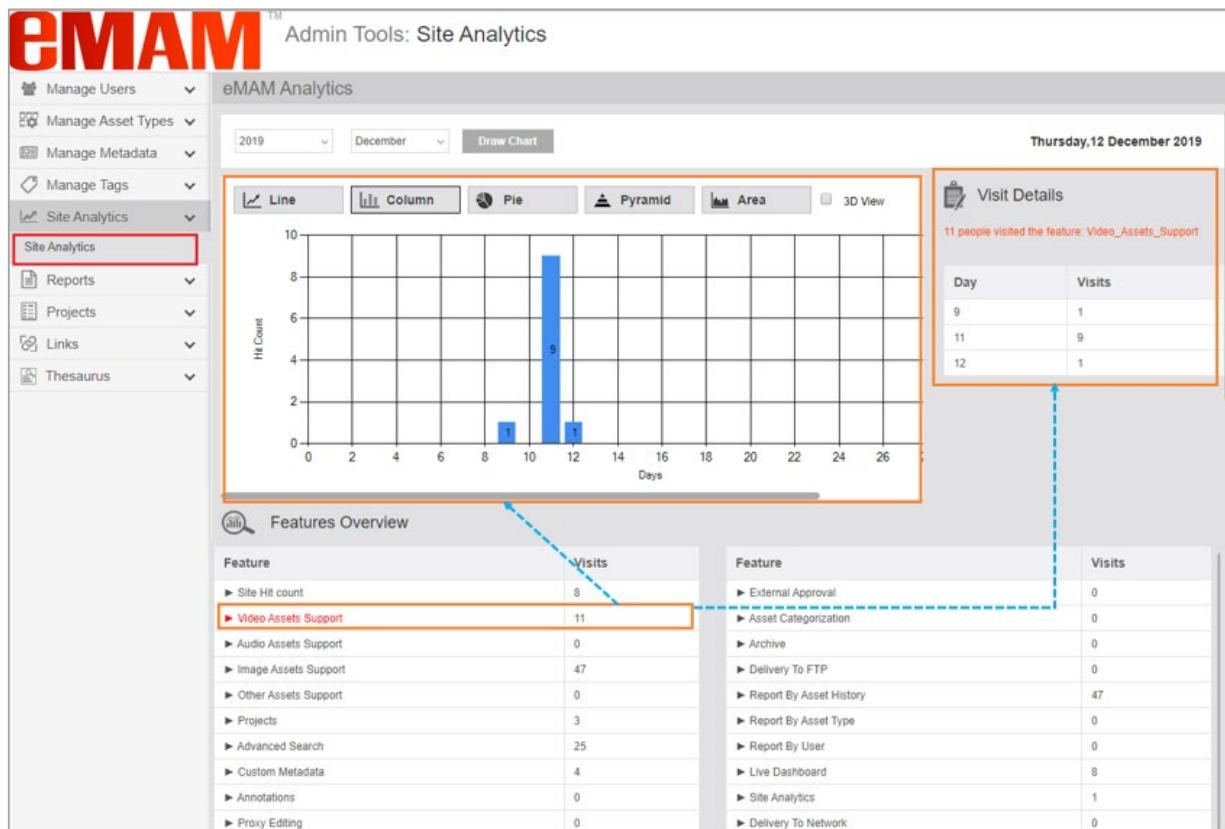 eMAM™
Admin Tools: Site Analytics
Manage Users
Manage Asset Types
Manage Metadata
Manage Tags
Site Analytics
Site Analytics
Reports
Projects
Links
Thesaurus
eMAM Analytics
2019 December Draw Chart
Thursday,12 December 2019
Line Column Pie Pyramid Area 3D View
10
8
6
4
2
0
Hit Count
1 9 1
0 2 4 6 8 10 12 14 16 18 20 22 24 26
Days
Visit Details
11 people visited the feature: Video_Assets_Support
Day Visits
9 1
11 9
12 1
Features Overview
Feature Visits
Site Hit count 8
Video Assets Support 11
Audio Assets Support 0
Image Assets Support 47
Other Assets Support 0
Projects 3
Advanced Search 25
Custom Metadata 4
Annotations 0
Proxy Editing 0
Feature Visits
External Approval 0
Asset Categorization 0
Archive 0
Delivery To FTP 0
Report By Asset History 47
Report By Asset Type 0
Report By User 0
Live Dashboard 8
Site Analytics 1
Delivery To Network 0